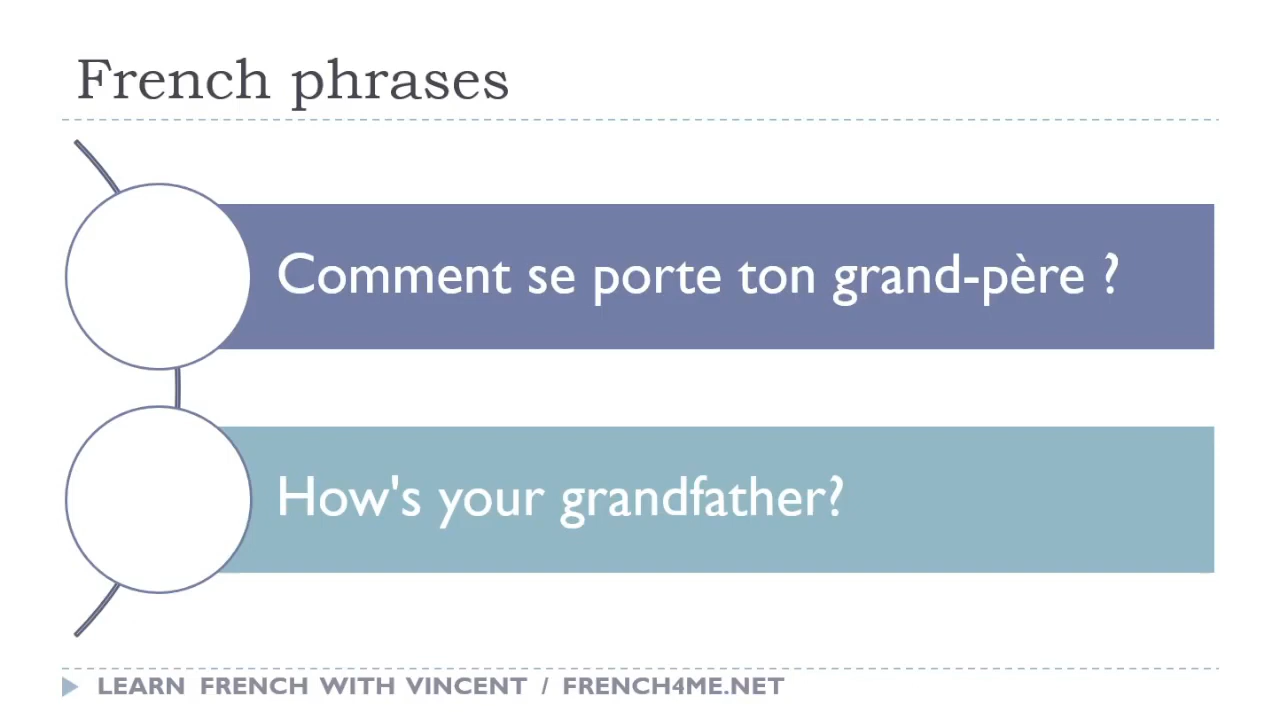 French phrases
Comment se porte ton grand-père ?
How's your grandfather?
LEARN FRENCH WITH VINCENT / FRENCH4ME.NET